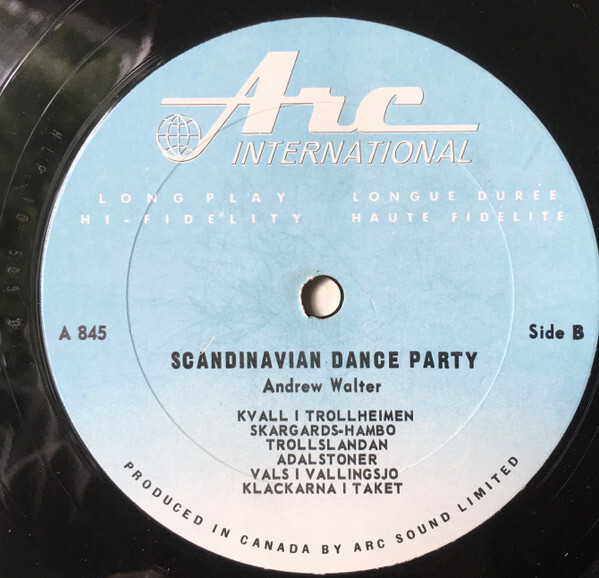 Arc
INTERNATIONAL
LONG PLAY
HI-FIDELITY
LONGUE DURÉE
HAUTE FIDÉLITÉ
A 845
Side B
SCANDINAVIAN DANCE PARTY
Andrew Walter
KVALL I TROLLHEIMEN
SKARGARDS-HAMBO
TROLLSLANDAN
ADALSTONER
VALS I VALLINGSJO
KLACKARNA I TAKET
PRODUCED IN CANADA BY ARC SOUND LIMITED